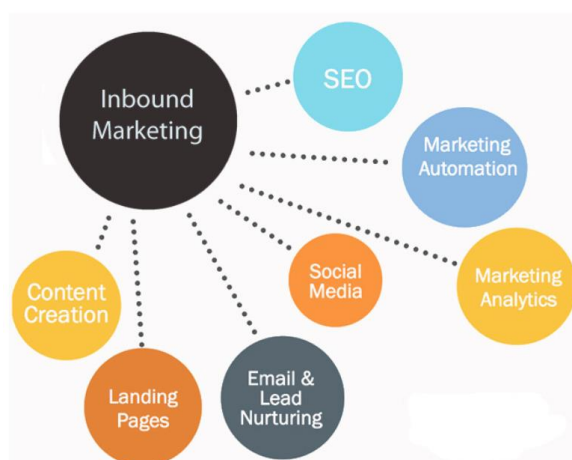 Inbound
Marketing
SEO
Marketing
Automation
Social
Media
Marketing
Analytics
Content
Creation
Landing
Pages
Email &
Lead
Nurturing